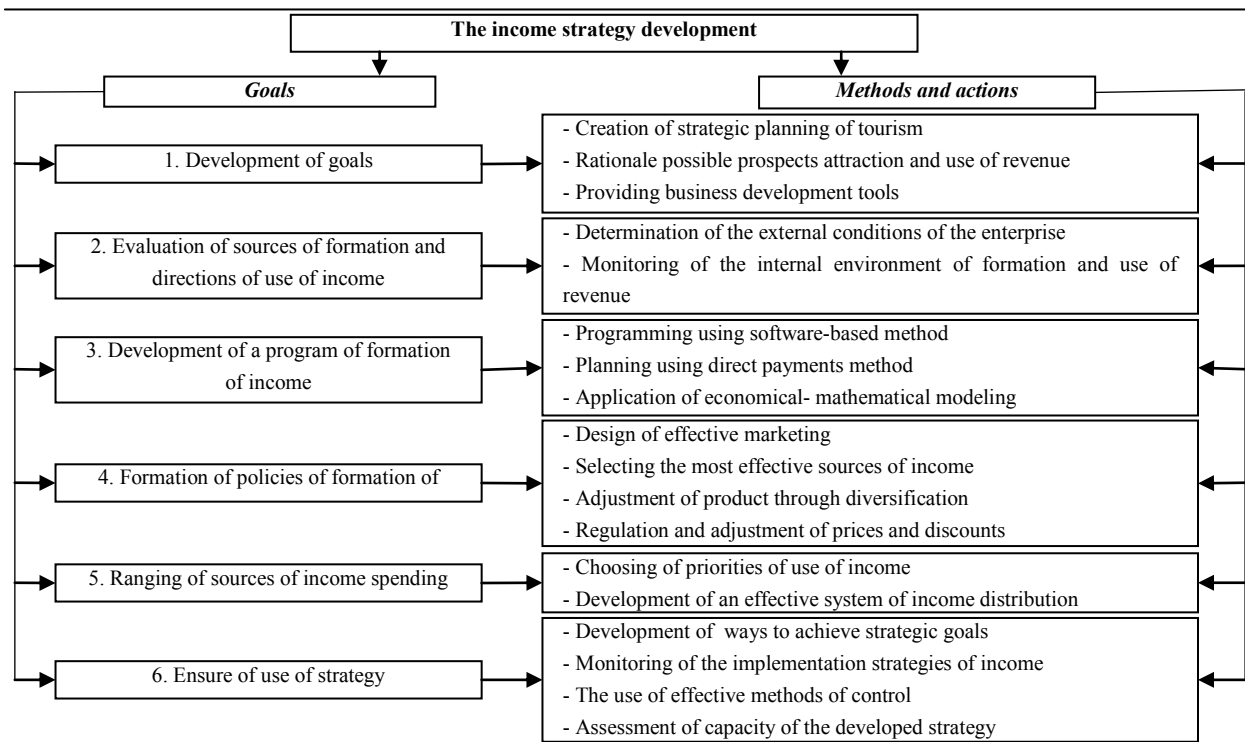 The income strategy development
Goals
Methods and actions
1. Development of goals
- Creation of strategic planning of tourism
- Rationale possible prospects attraction and use of revenue
- Providing business development tools
2. Evaluation of sources of formation and
directions of use of income
- Determination of the external conditions of the enterprise
- Monitoring of the internal environment of formation and use of
revenue
3. Development of a program of formation
of income
- Programming using software-based method
- Planning using direct payments method
- Application of economical- mathematical modeling
4. Formation of policies of formation of
- Design of effective marketing
- Selecting the most effective sources of income
- Adjustment of product through diversification
- Regulation and adjustment of prices and discounts
5. Ranging of sources of income spending
- Choosing of priorities of use of income
- Development of an effective system of income distribution
6. Ensure of use of strategy
- Development of  ways to achieve strategic goals
- Monitoring of the implementation strategies of income
- The use of effective methods of control
- Assessment of capacity of the developed strategy